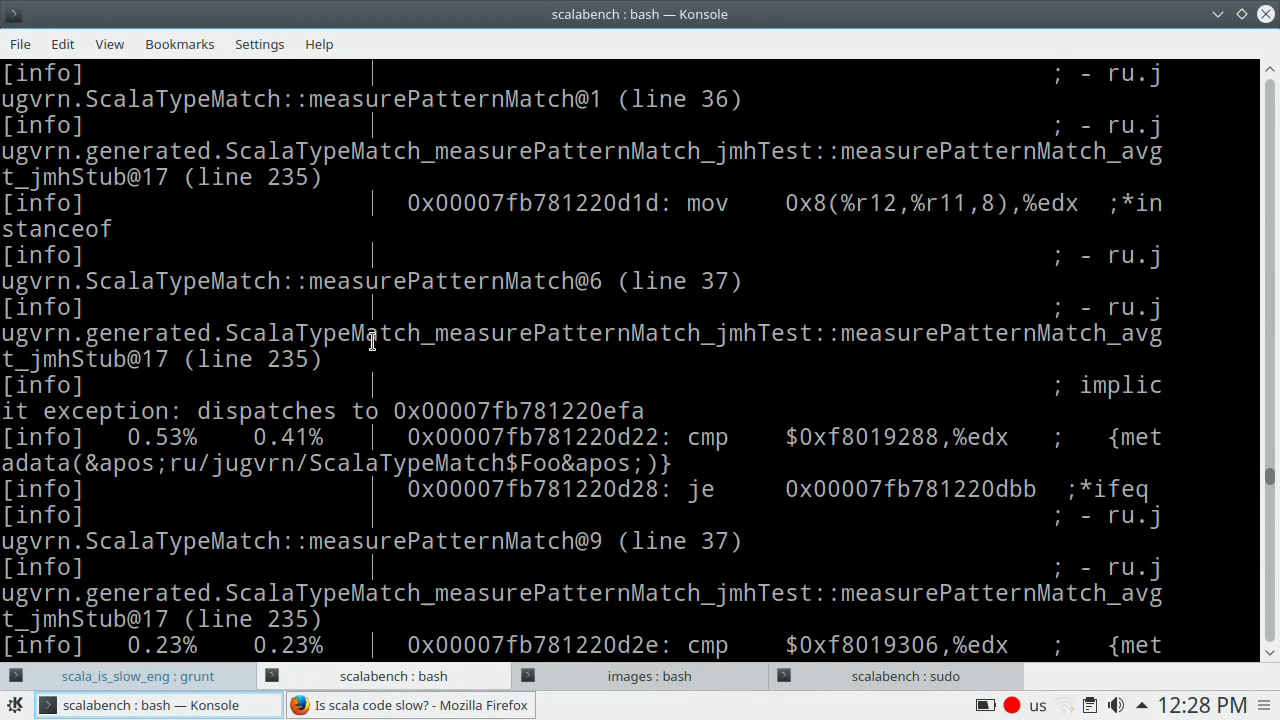 scalabench : bash — Konsole
File Edit View Bookmarks Settings Help
[info] | ; - ru.j
ugvrn.ScalaTypeMatch::measurePatternMatch@1 (line 36)
[info] | ; - ru.j
ugvrn.generated.ScalaTypeMatch_measurePatternMatch_jmhTest::measurePatternMatch_avg
t_jmhStub@17 (line 235)
[info] | 0x00007fb781220d1d: mov 0x8(%r12,%r11,8),%edx ;*in
stanceof
[info] | ; - ru.j
ugvrn.ScalaTypeMatch::measurePatternMatch@6 (line 37)
[info] | ; - ru.j
ugvrn.generated.ScalaTypeMatch_measurePatternMatch_jmhTest::measurePatternMatch_avg
t_jmhStub@17 (line 235)
[info] | ; implic
it exception: dispatches to 0x00007fb781220efa
[info] 0.53% 0.41% | 0x00007fb781220d22: cmp $0xf8019288,%edx ; {met
adata(&apos;ru/jugvrn/ScalaTypeMatch$Foo&apos;)}
[info] | 0x00007fb781220d28: je 0x00007fb781220dbb ;*ifeq
[info] | ; - ru.j
ugvrn.ScalaTypeMatch::measurePatternMatch@9 (line 37)
[info] | ; - ru.j
ugvrn.generated.ScalaTypeMatch_measurePatternMatch_jmhTest::measurePatternMatch_avg
t_jmhStub@17 (line 235)
[info] 0.23% 0.23% | 0x00007fb781220d2e: cmp $0xf8019306,%edx ; {met
scala_is_slow_eng : grunt scalabench : bash images : bash scalabench : sudo
scalabench : bash — Konsole Is scala code slow? - Mozilla Firefox us 12:28 PM